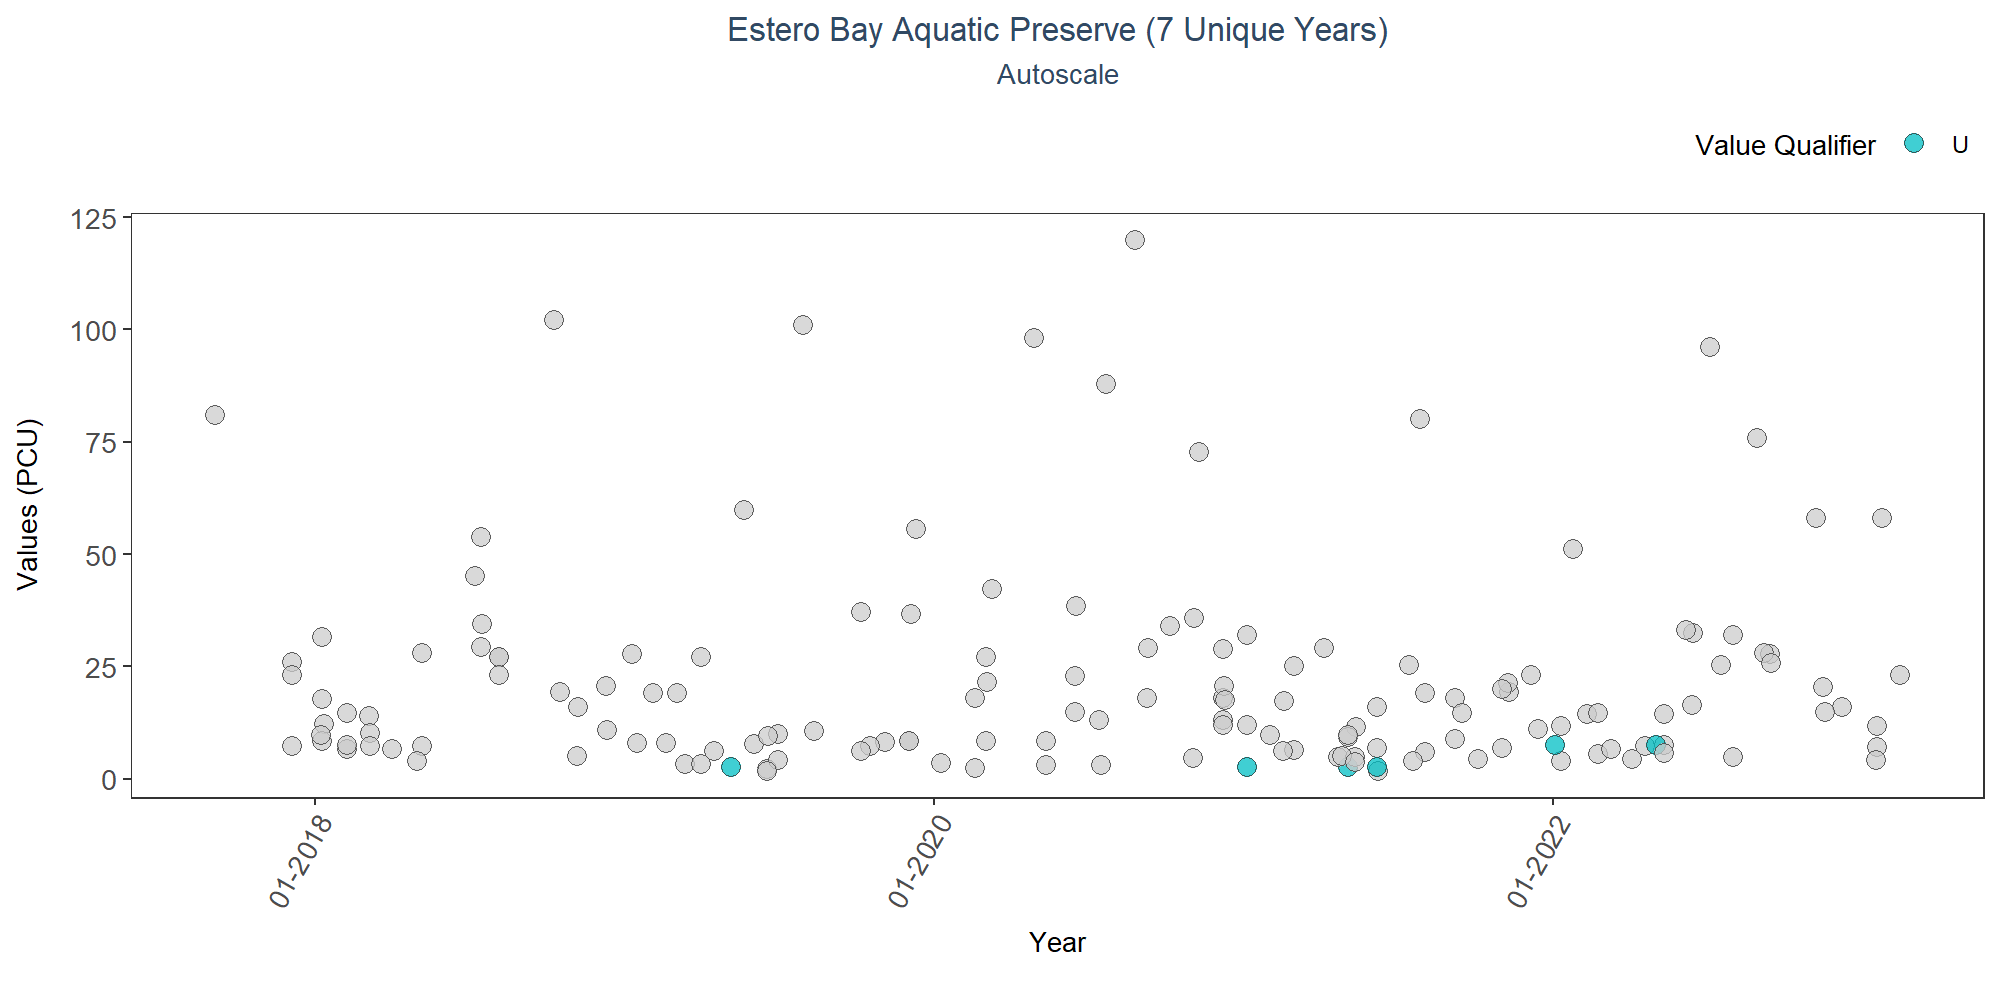 Estero Bay Aquatic Preserve (7 Unique Years)
Autoscale
Value Qualifier U
125
100
75
50
25
0
Values (PCU)
01-2018
01-2020
01-2022
Year